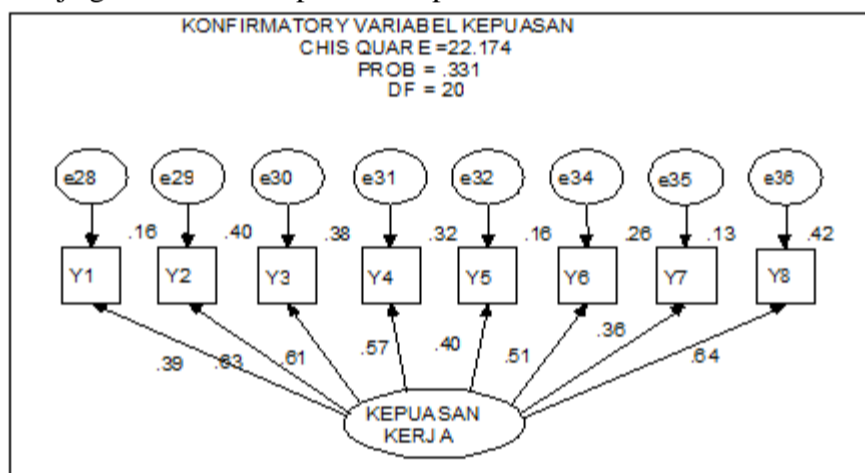 KONFIRMATORY VARIABEL KEPUASAN
CHIS QUARE =22.174
PROB = .331
DF = 20
e28 e29 e30 e31 e32 e34 e35 e36
.16 .40 .38 .32 .16 .26 .13 .42
Y1 Y2 Y3 Y4 Y5 Y6 Y7 Y8
.39 .63 .61 .57 .40 .51 .36 .64
KEPUASAN
KERJA